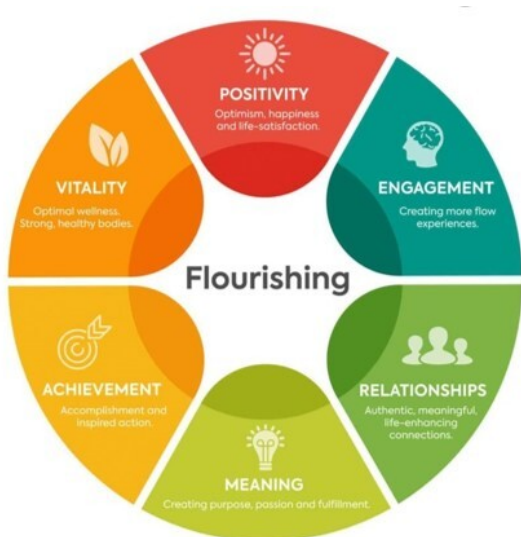 POSITIVITY
Optimism, happiness
and life-satisfaction.
ENGAGEMENT
Creating more flow
experiences.
RELATIONSHIPS
Authentic, meaningful,
life-enhancing
connections.
MEANING
Creating purpose, passion and fulfillment.
ACHIEVEMENT
Accomplishment and
inspired action.
VITALITY
Optimal wellness.
Strong, healthy bodies.
Flourishing